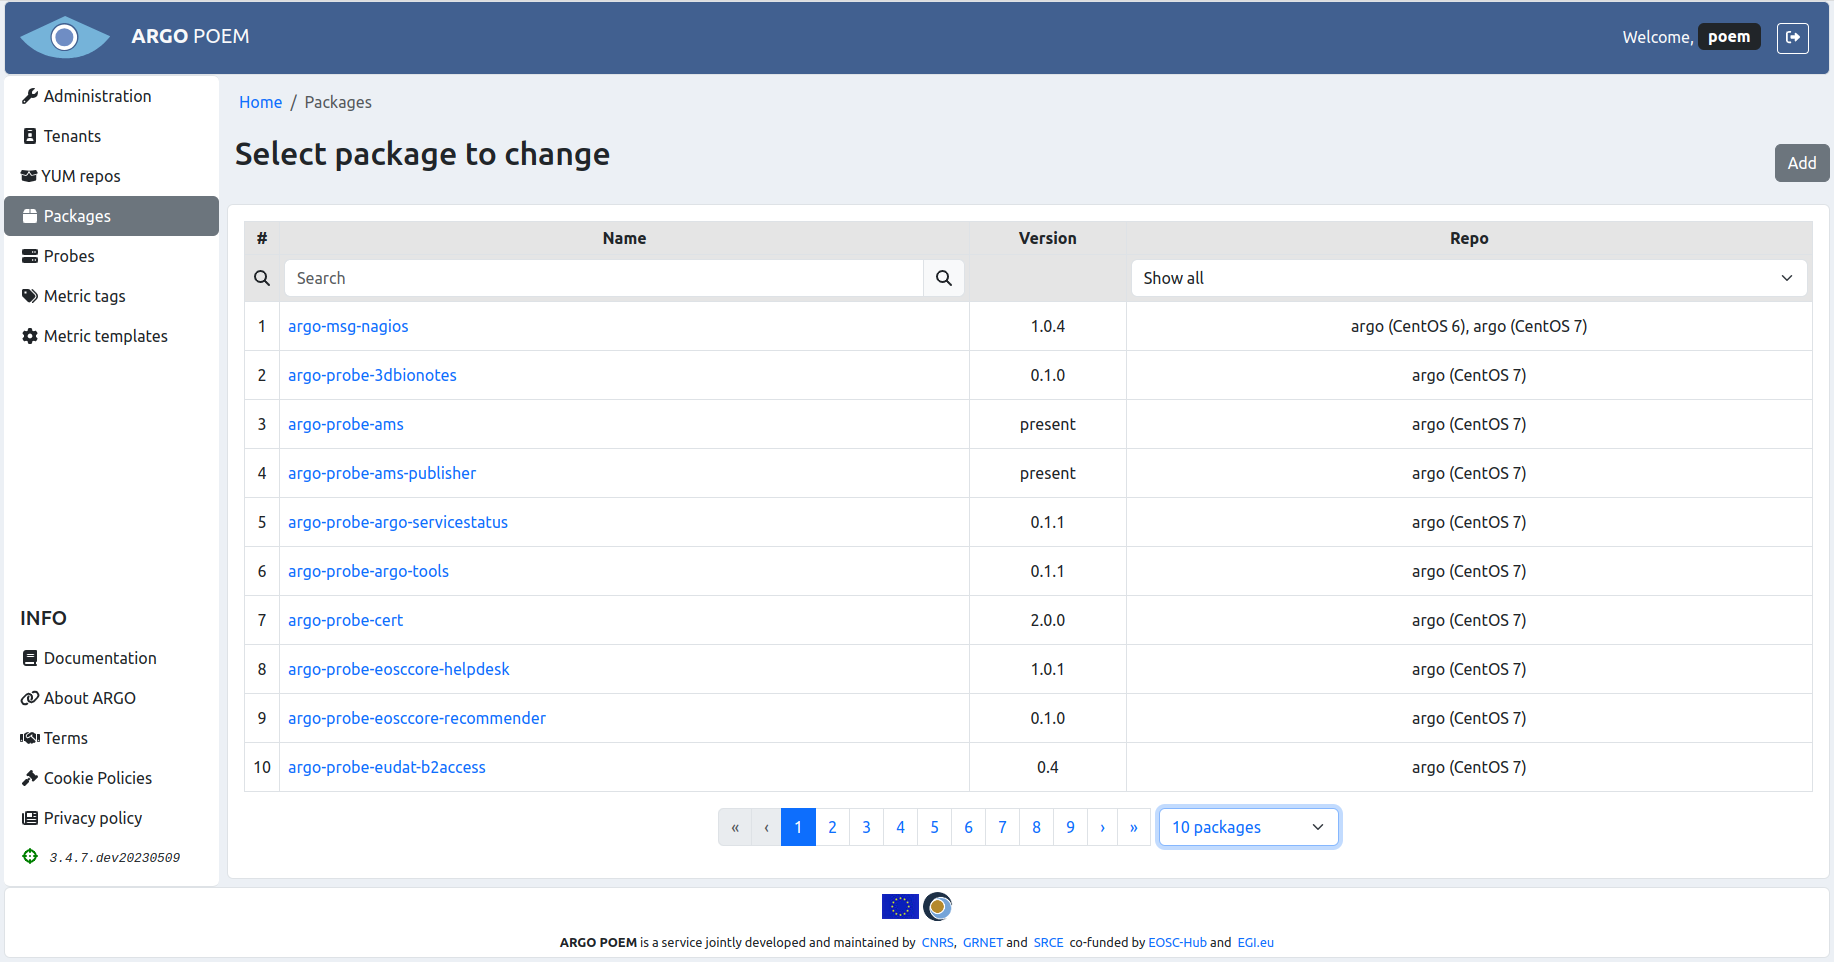 ARGO POEM
Welcome, poem
Administration
Tenants
YUM repos
Packages
Probes
Metric tags
Metric templates
INFO
Documentation
About ARGO
Terms
Cookie Policies
Privacy policy
3.4.7.dev20230509
Home / Packages
Select package to change
Add
# Name Version Repo
Search Show all
1 argo-msg-nagios 1.0.4 argo (CentOS 6), argo (CentOS 7)
2 argo-probe-3dbionotes 0.1.0 argo (CentOS 7)
3 argo-probe-ams present argo (CentOS 7)
4 argo-probe-ams-publisher present argo (CentOS 7)
5 argo-probe-argo-servicestatus 0.1.1 argo (CentOS 7)
6 argo-probe-argo-tools 0.1.1 argo (CentOS 7)
7 argo-probe-cert 2.0.0 argo (CentOS 7)
8 argo-probe-eosccore-helpdesk 1.0.1 argo (CentOS 7)
9 argo-probe-eosccore-recommender 0.1.0 argo (CentOS 7)
10 argo-probe-eudat-b2access 0.4 argo (CentOS 7)
« ‹ 1 2 3 4 5 6 7 8 9 › » 10 packages
ARGO POEM is a service jointly developed and maintained by CNRS, GRNET and SRCE co-funded by EOSC-Hub and EGI.eu